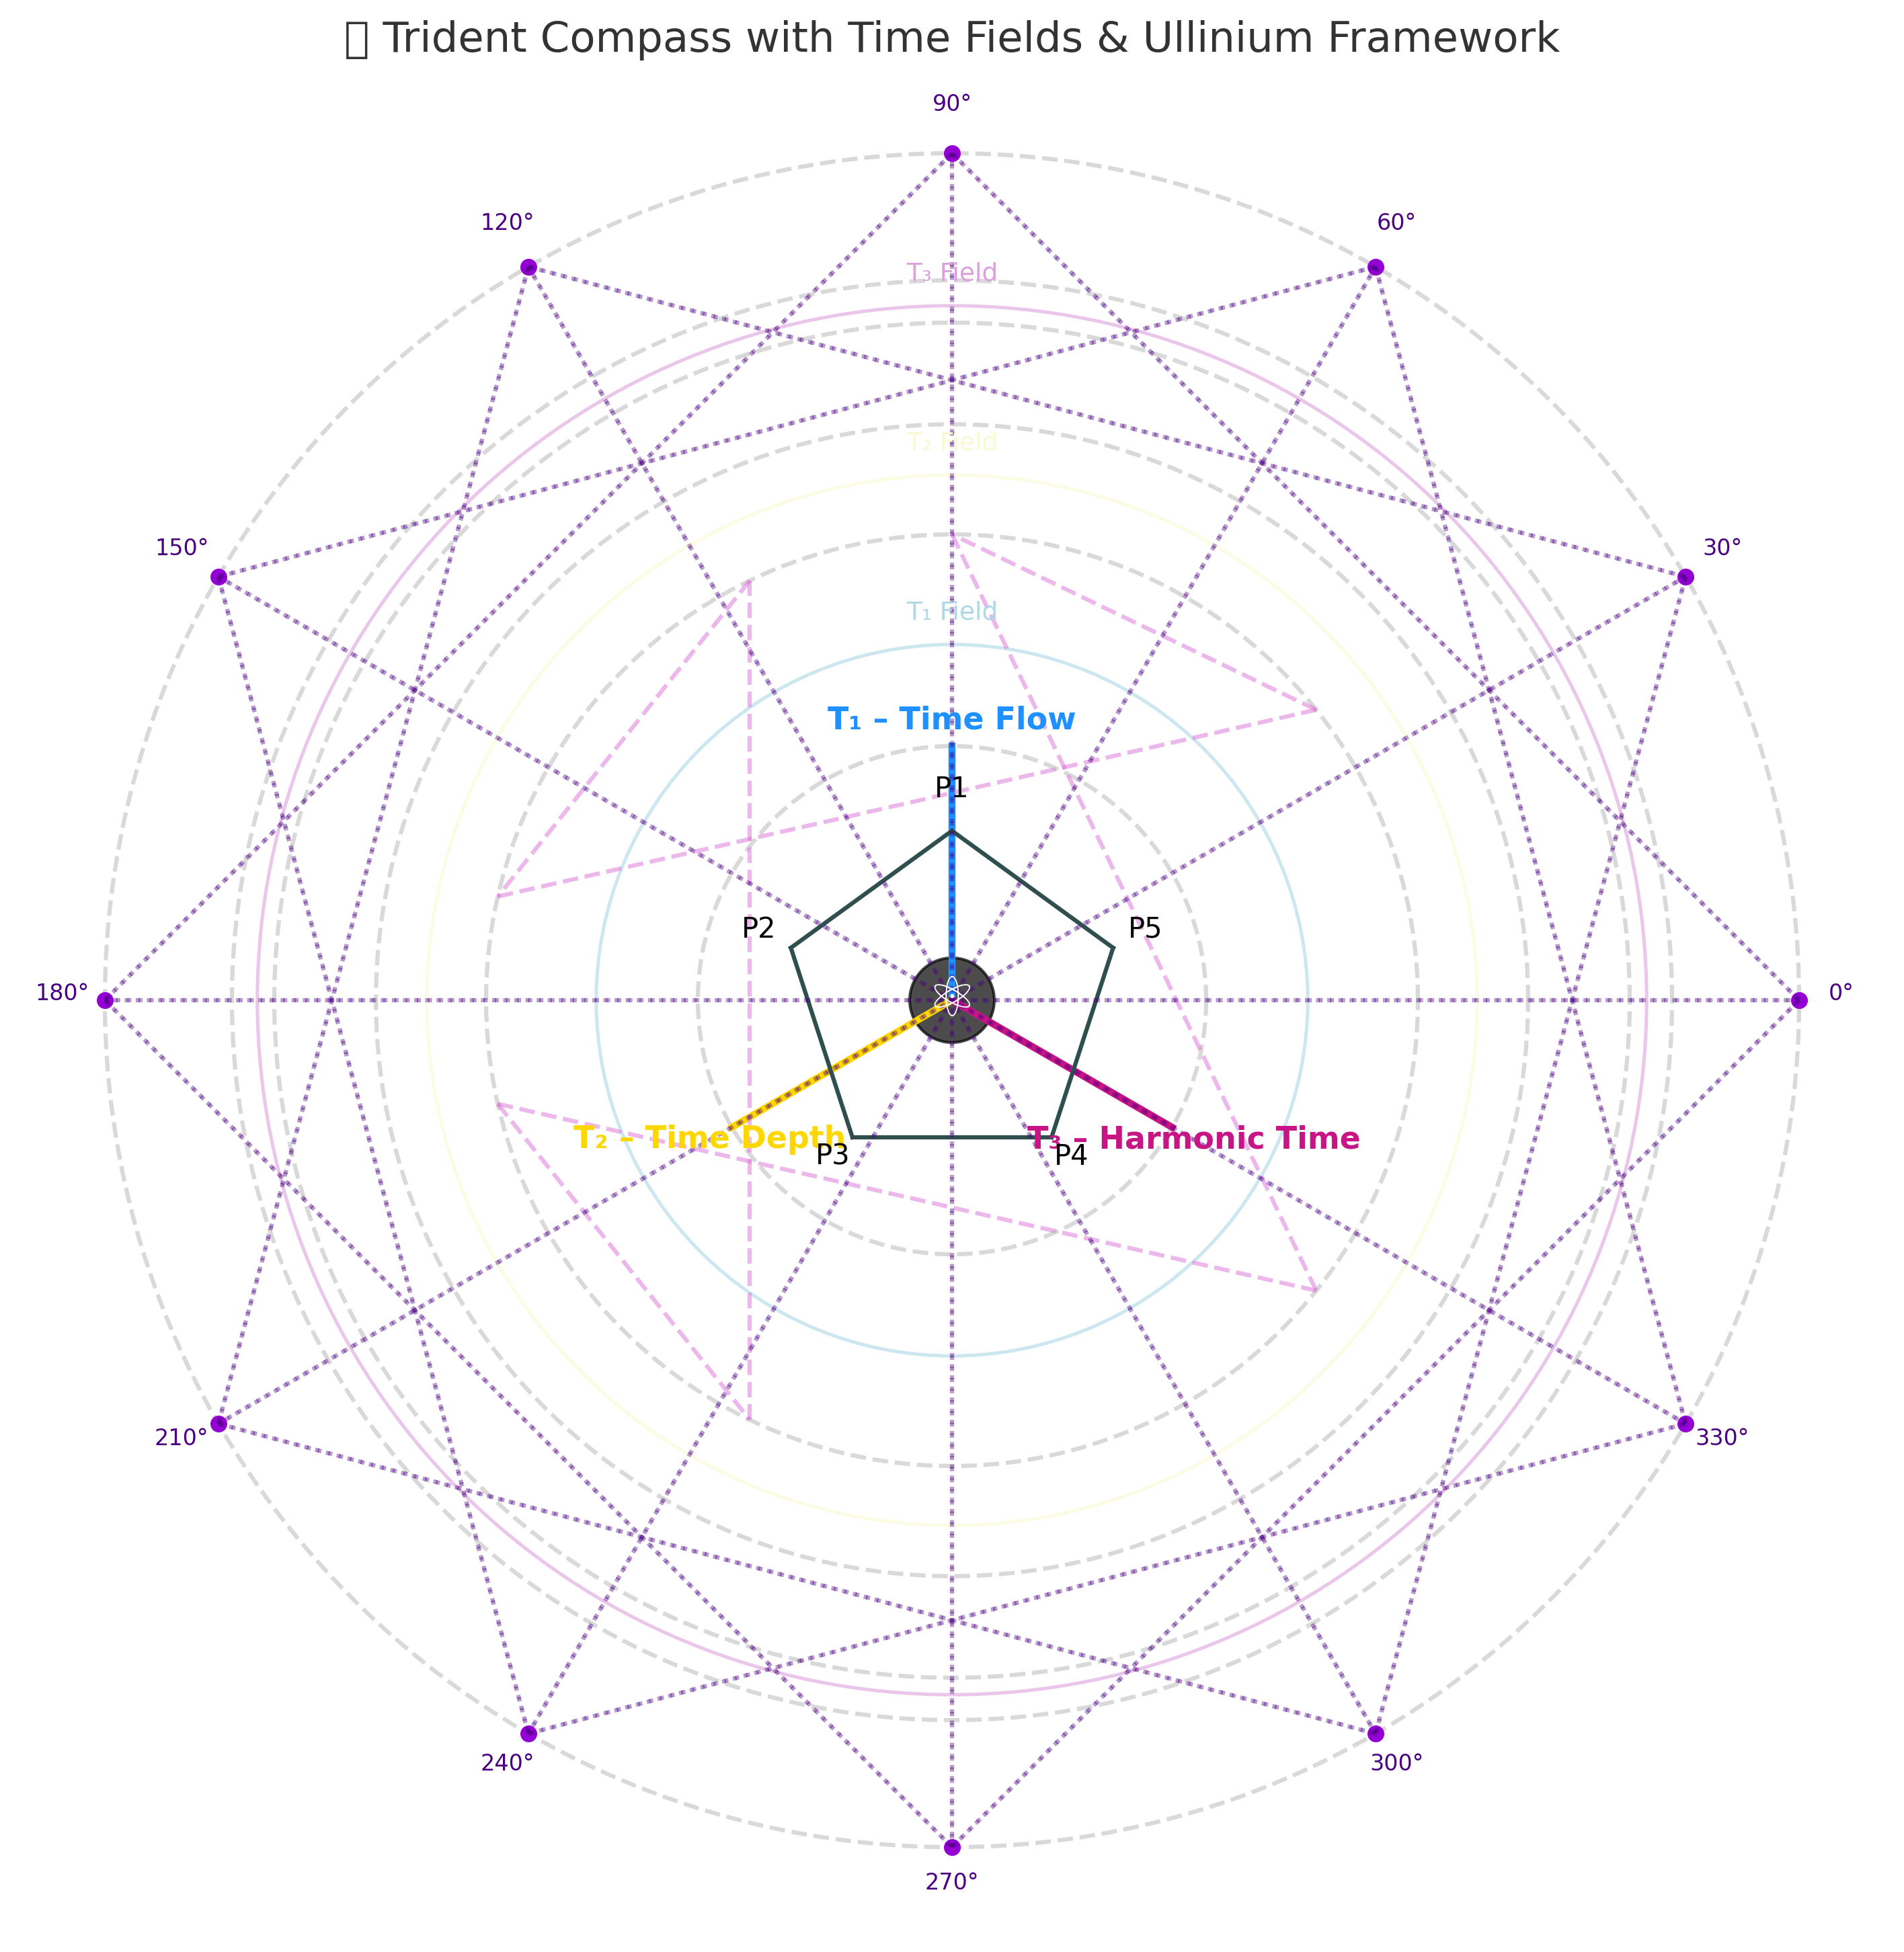 Trident Compass with Time Fields & Ullinium Framework
90°
120°
60°
T₃ Field
T₂ Field
150°
30°
T₁ Field
T₁ – Time Flow
P1
P2
P5
180°
0°
T₂ – Time Depth
T₃ – Harmonic Time
P3
P4
210°
330°
240°
300°
270°